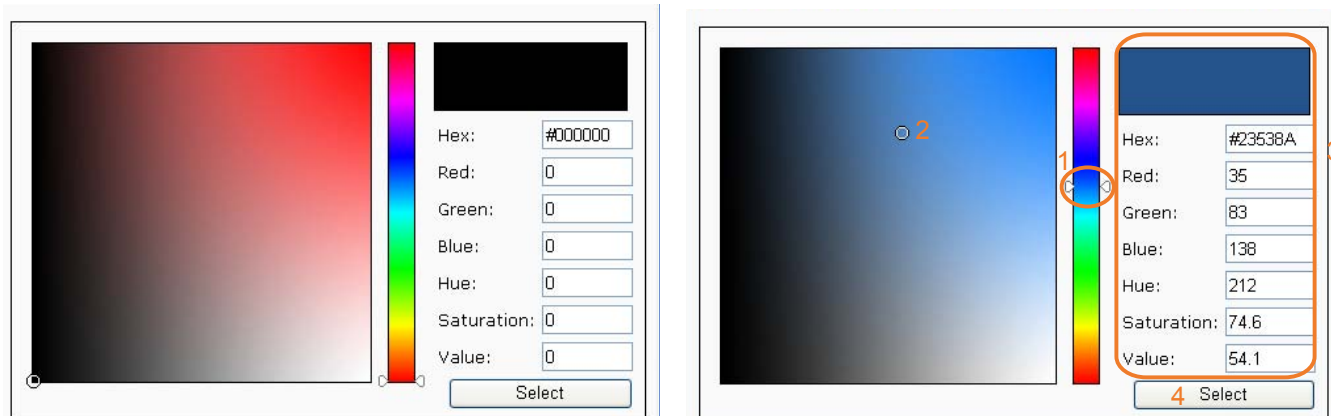 Hex: #000000
Red: 0
Green: 0
Blue: 0
Hue: 0
Saturation: 0
Value: 0
Select
2
1
Hex: #23538A
Red: 35
Green: 83
Blue: 138
Hue: 212
Saturation: 74.6
Value: 54.1
4 Select